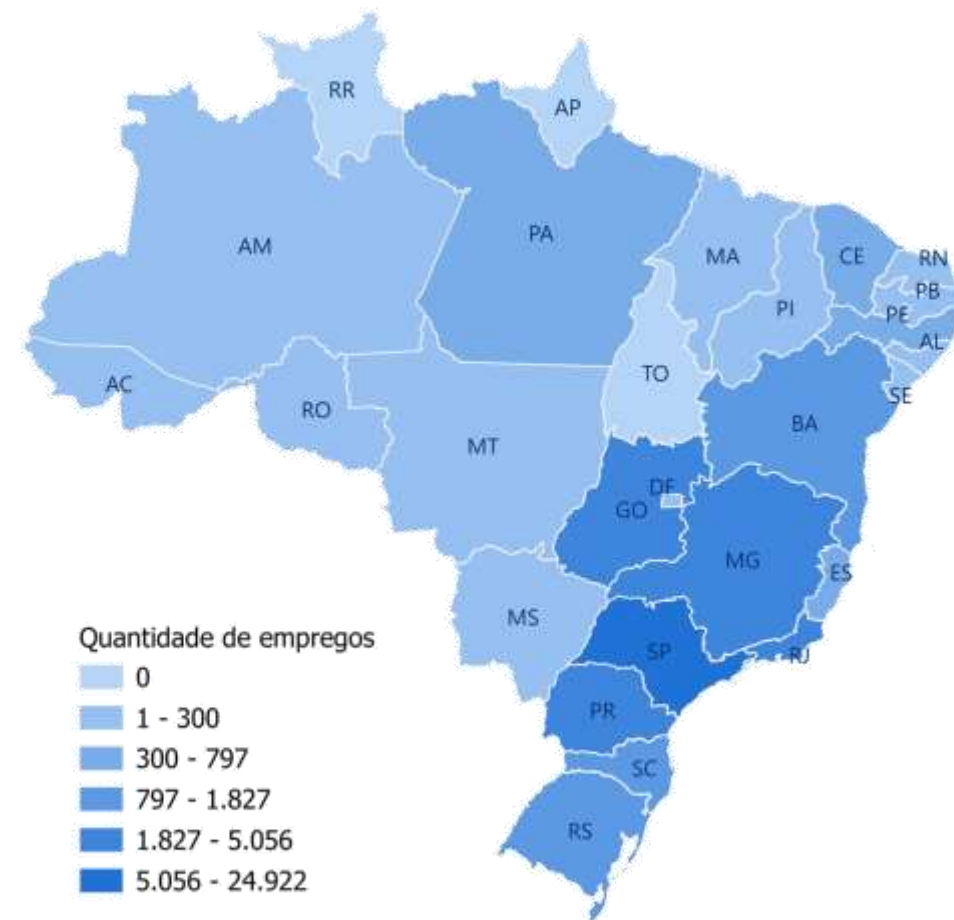 RR
AP
AM
PA
MA
CE
RN
PB
PI
PE
AL
AC
TO
SE
RO
BA
MT
DF
GO
MG
ES
MS
SP
RJ
PR
SC
RS
Quantidade de empregos
0
1 - 300
300 - 797
797 - 1.827
1.827 - 5.056
5.056 - 24.922